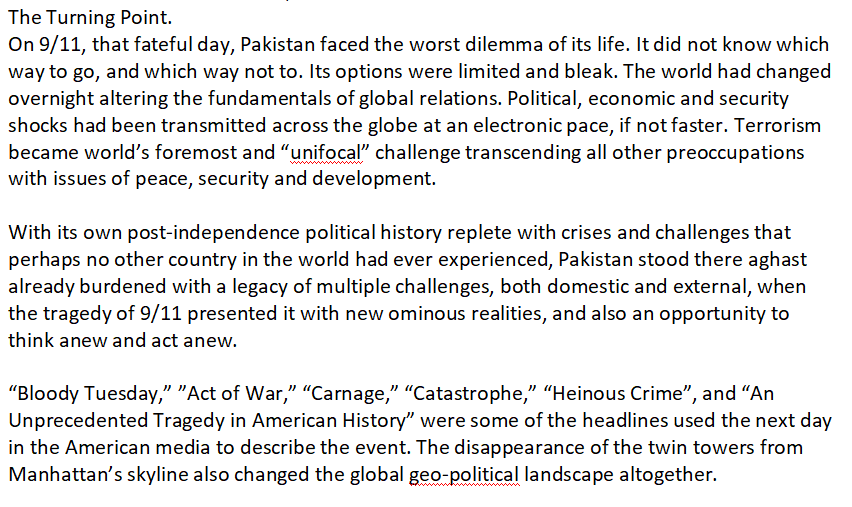 The Turning Point.
On 9/11, that fateful day, Pakistan faced the worst dilemma of its life. It did not know which
way to go, and which way not to. Its options were limited and bleak. The world had changed
overnight altering the fundamentals of global relations. Political, economic and security
shocks had been transmitted across the globe at an electronic pace, if not faster. Terrorism
became world’s foremost and “unifocal” challenge transcending all other preoccupations
with issues of peace, security and development.
With its own post-independence political history replete with crises and challenges that
perhaps no other country in the world had ever experienced, Pakistan stood there aghast
already burdened with a legacy of multiple challenges, both domestic and external, when
the tragedy of 9/11 presented it with new ominous realities, and also an opportunity to
think anew and act anew.
“Bloody Tuesday,” ”Act of War,” “Carnage,” “Catastrophe,” “Heinous Crime”, and “An
Unprecedented Tragedy in American History” were some of the headlines used the next day
in the American media to describe the event. The disappearance of the twin towers from
Manhattan’s skyline also changed the global geo-political landscape altogether.